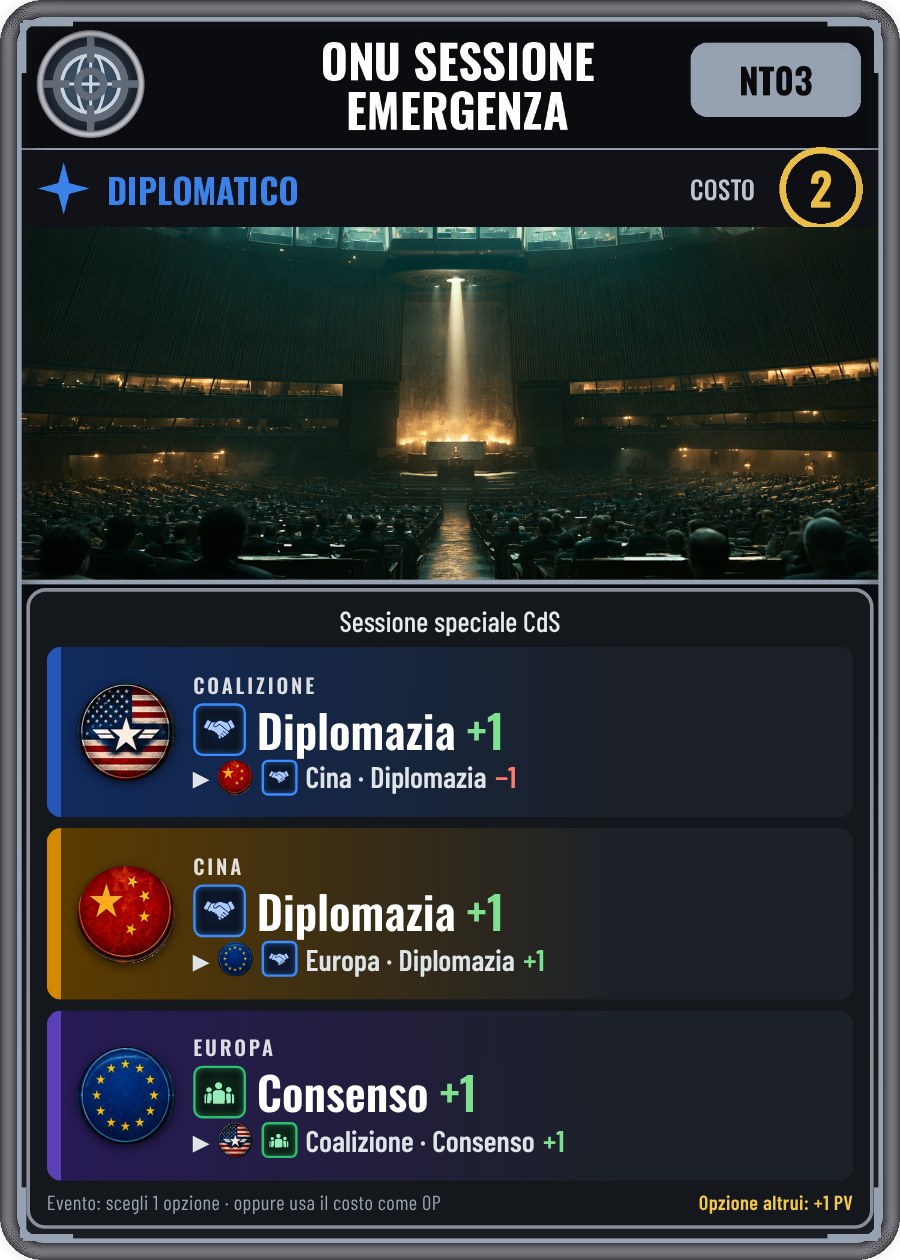 ONU SESSIONE
EMERGENZA
NT03
DIPLOMATICO
COSTO
2
Sessione speciale CdS
COALIZIONE
Diplomazia +1
▶ Cina · Diplomazia −1
CINA
Diplomazia +1
▶ Europa · Diplomazia +1
EUROPA
Consenso +1
▶ Coalizione · Consenso +1
Evento: scegli 1 opzione · oppure usa il costo come OP
Opzione altrui: +1 PV